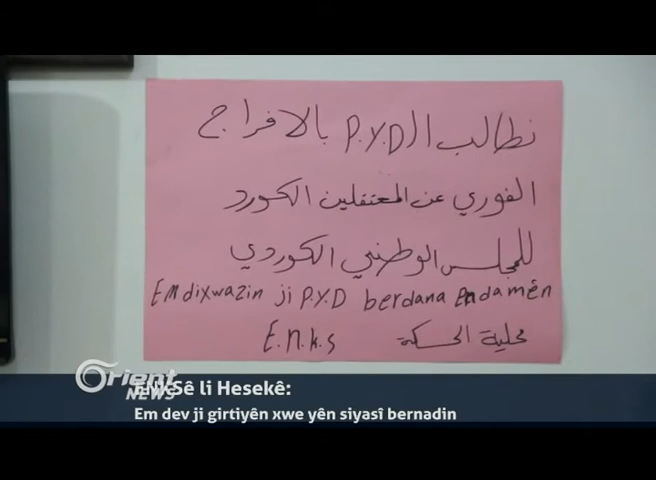 نطالب الـ P.Y.D بالافراج
الفوري عن المعتقلين الكورد
للمجلس الوطني الكوردي
Em dixwazin ji P.Y.D berdana Endamên
E.n.k.s محلية الحسكة
Orient
NEWS
ENKSê li Hesekê:
Em dev ji girtiyên xwe yên siyasî bernadin